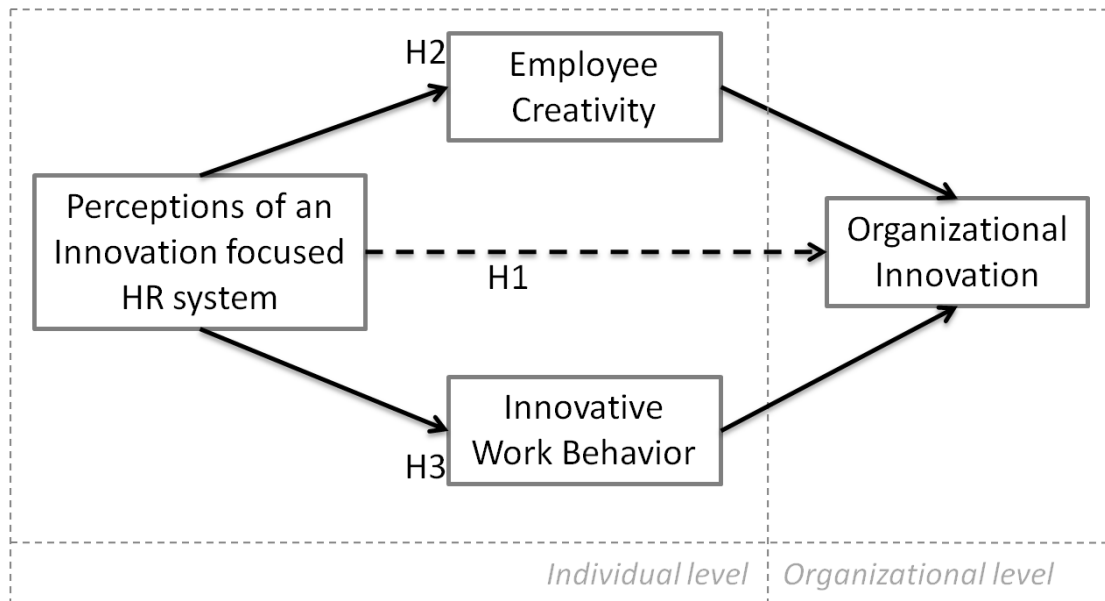 H2
Employee
Creativity
Perceptions of an
Innovation focused
HR system
H1
Organizational
Innovation
Innovative
Work Behavior
H3
Individual level
Organizational level